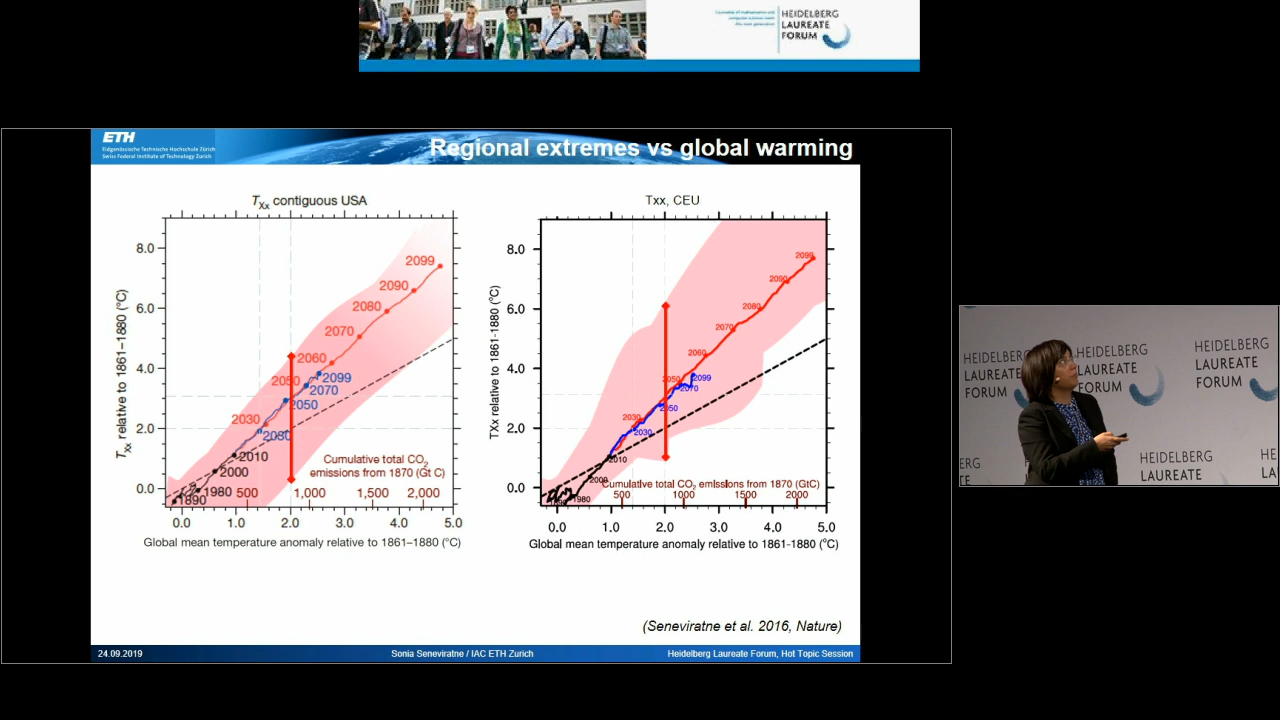 HEIDELBERG
LAUREATE
FORUM
ETH
Eidgenössische Technische Hochschule Zürich
Swiss Federal Institute of Technology Zurich
Regional extremes vs global warming
TXx contiguous USA
TXx relative to 1861–1880 (°C)
8.0
6.0
4.0
2.0
0.0
2099
2090
2080
2070
2060
2050
2030
2099
2070
2050
2030
2010
2000
1980
1890
Cumulative total CO2
emissions from 1870 (Gt C)
500 1,000 1,500 2,000
0.0 1.0 2.0 3.0 4.0 5.0
Global mean temperature anomaly relative to 1861–1880 (°C)
Txx, CEU
TXx relative to 1861-1880 (°C)
8.0
6.0
4.0
2.0
0.0
2099
2090
2080
2070
2060
2050
2030
2099
2070
2050
2030
2010
2000
1980
Cumulative total CO2 emissions from 1870 (GtC)
500 1000 1500 2000
0.0 1.0 2.0 3.0 4.0 5.0
Global mean temperature anomaly relative to 1861-1880 (°C)
(Seneviratne et al. 2016, Nature)
24.09.2019
Sonia Seneviratne / IAC ETH Zurich
Heidelberg Laureate Forum, Hot Topic Session
HEIDELBERG
LAUREATE
FORUM
HEIDELBERG
LAUREATE
FORUM
HEIDELBERG
LAUREATE
FORUM
ERG
HEIDELBERG
LAUREATE
HEIDEL
LAUREA